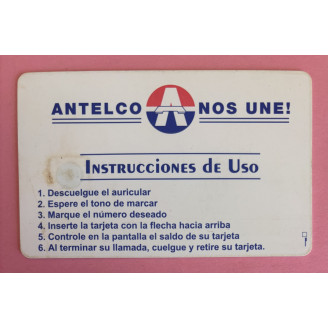 ANTELCO NOS UNE!
INSTRUCCIONES DE USO
1. Descuelgue el auricular
2. Espere el tono de marcar
3. Marque el número deseado
4. Inserte la tarjeta con la flecha hacia arriba
5. Controle en la pantalla el saldo de su tarjeta
6. Al terminar su llamada, cuelgue y retire su tarjeta.